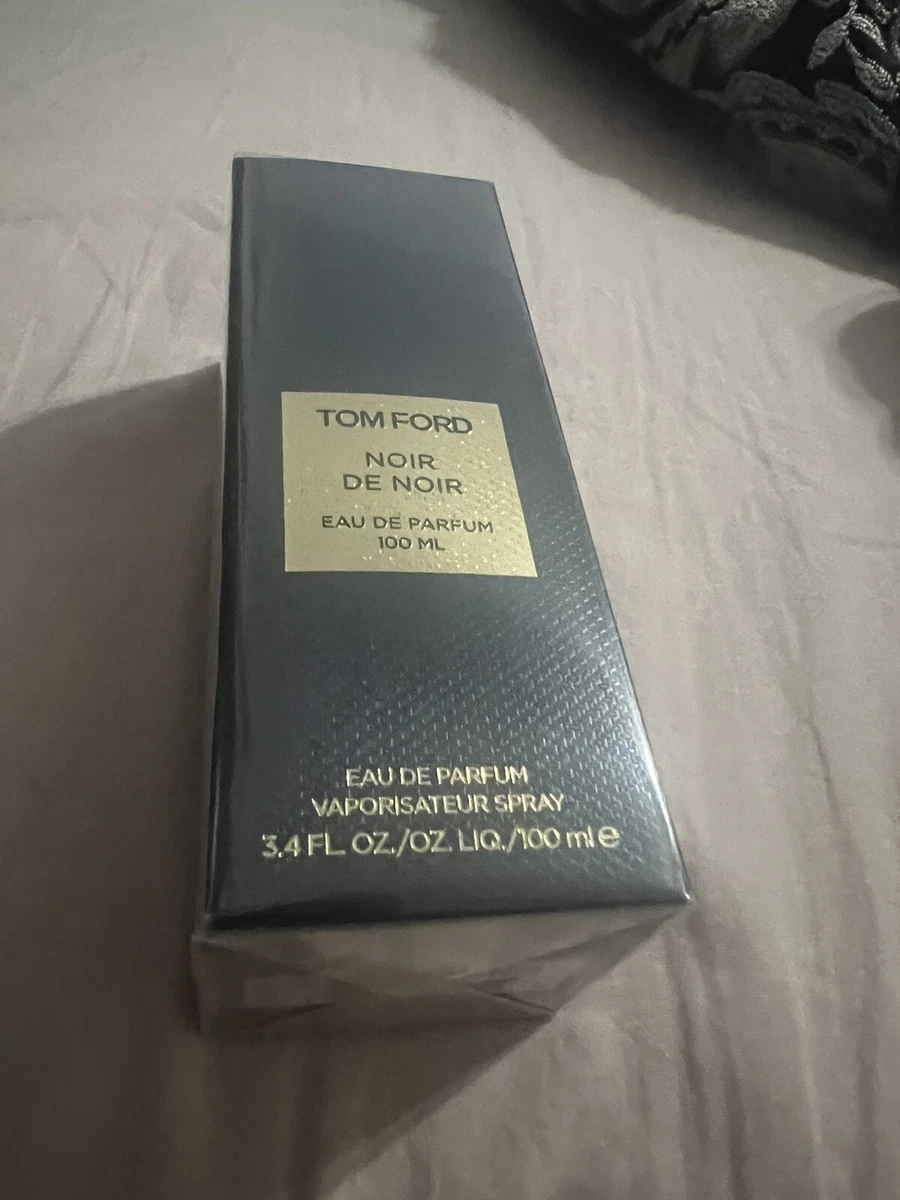 TOM FORD
NOIR
DE NOIR
EAU DE PARFUM
100 ML
EAU DE PARFUM
VAPORISATEUR SPRAY
3.4 FL. OZ./OZ. LIQ./100 ml e